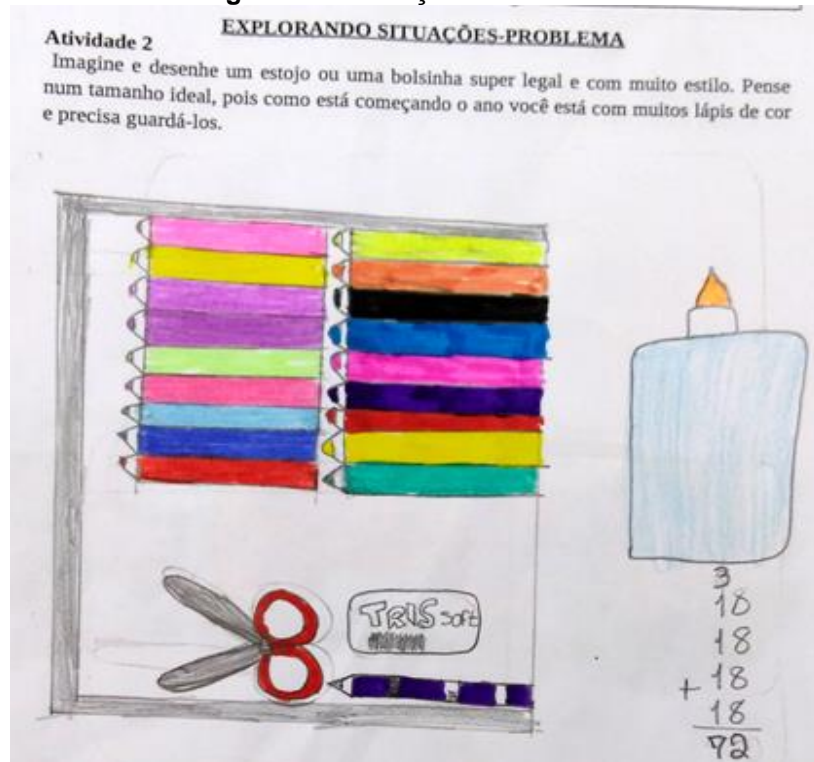 EXPLORANDO SITUAÇÕES-PROBLEMA
Atividade 2
Imagine e desenhe um estojo ou uma bolsinha super legal e com muito estilo. Pense
num tamanho ideal, pois como está começando o ano você está com muitos lápis de cor
e precisa guardá-los.
TRIS soft
3
18
18
+ 18
18
72